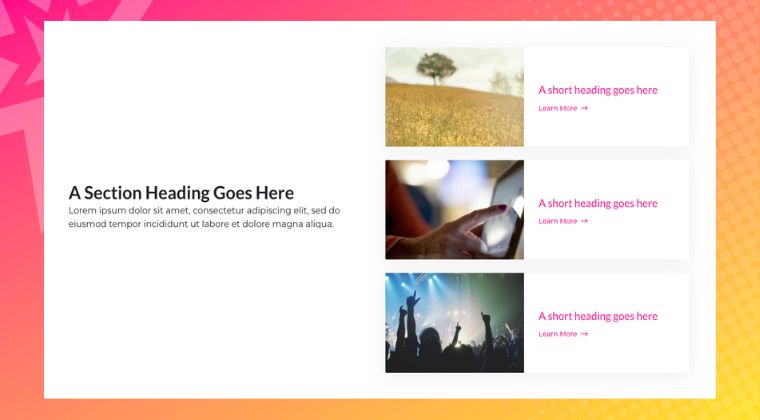 A Section Heading Goes Here
Lorem ipsum dolor sit amet, consectetur adipiscing elit, sed do
eiusmod tempor incididunt ut labore et dolore magna aliqua.
A short heading goes here
Learn More →
A short heading goes here
Learn More →
A short heading goes here
Learn More →